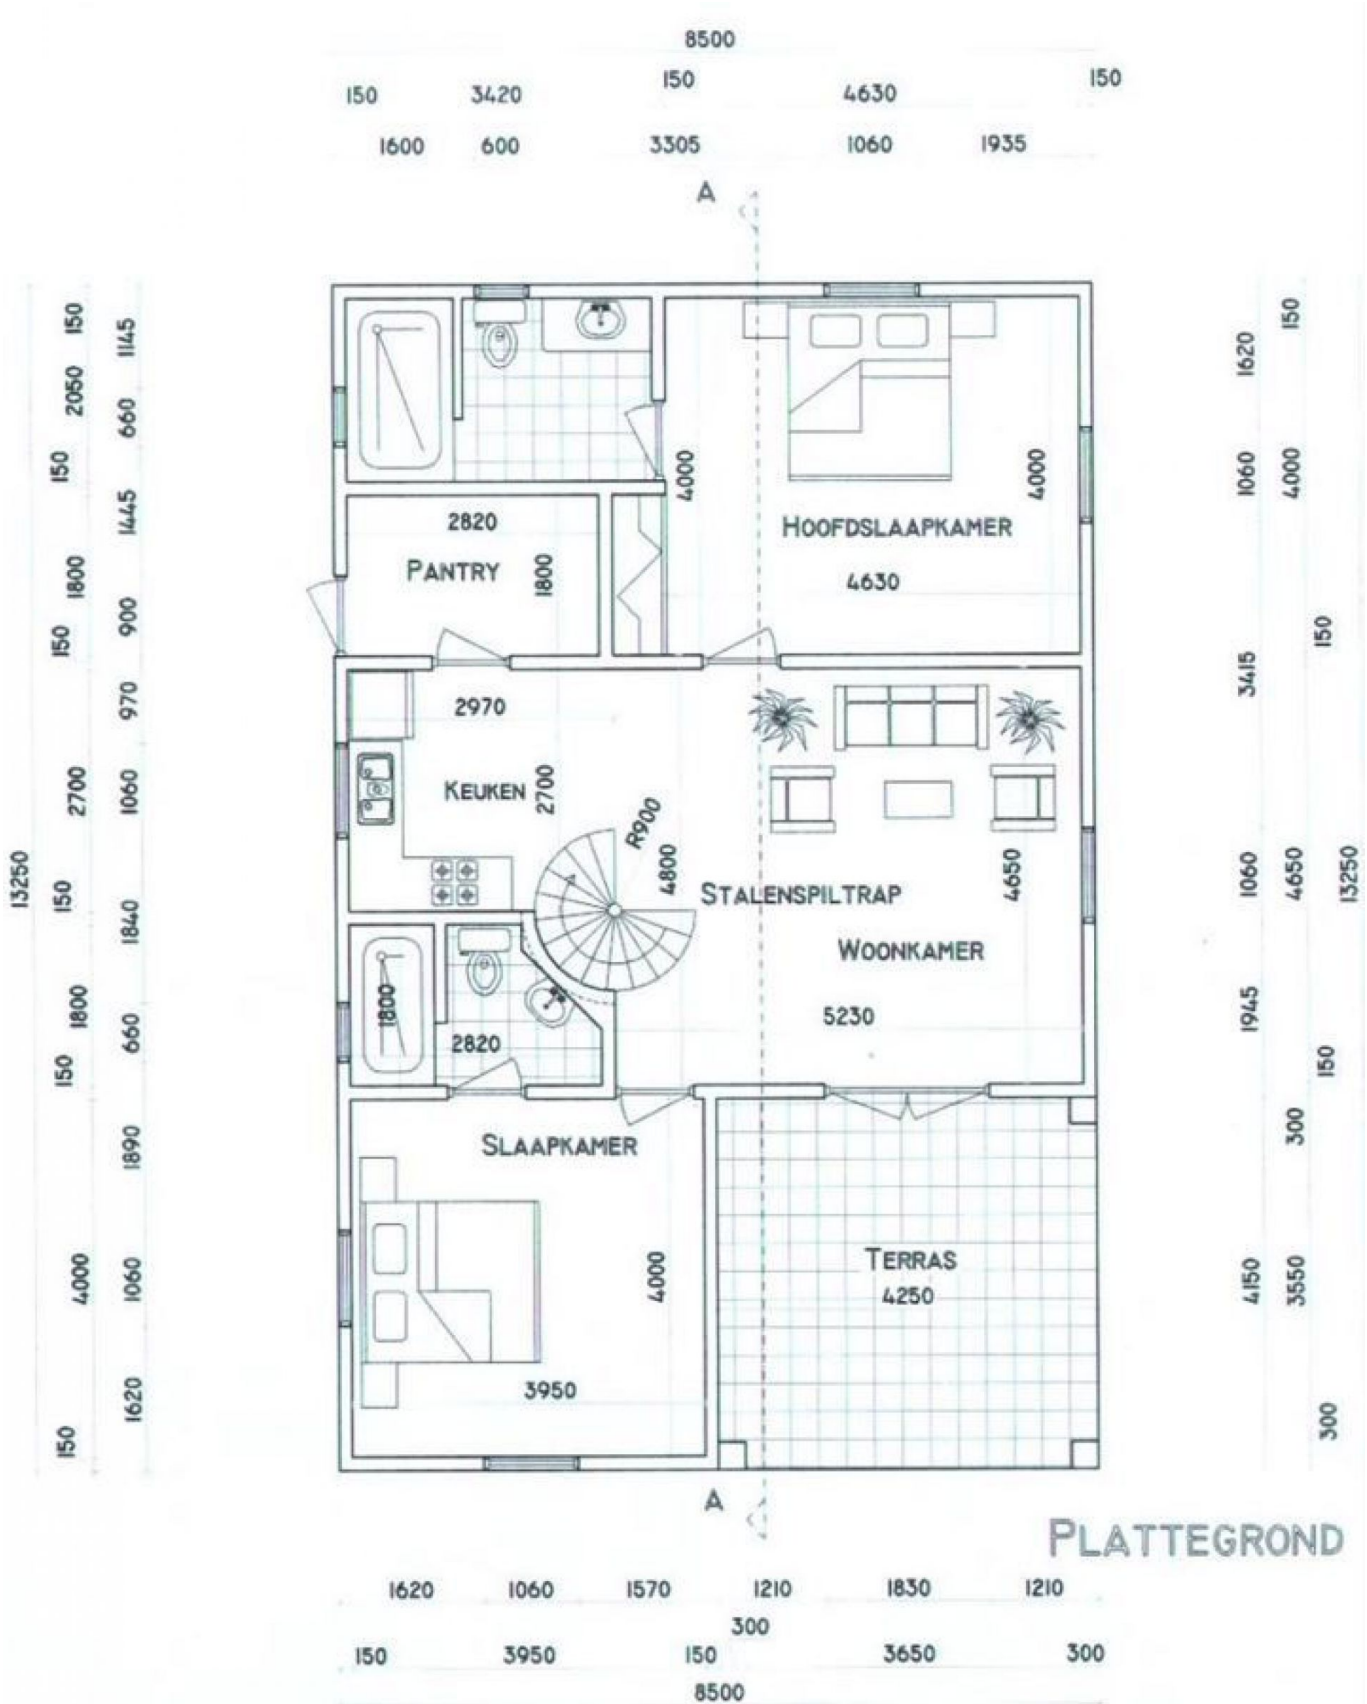 8500
150 3420 150 4630 150
1600 600 3305 1060 1935
A
13250
150 2050 150 1800 150 2700 150 1800 150 4000 150
1145 660 1445 900 970 1060 1840 660 1890 1060 1620
1620 1060 3415 1060 1945 4150
150 4000 150 4650 150 300 3550 300
13250
4000
4000
HOOFDSLAAPKAMER
4630
2820
PANTRY
1800
2970
KEUKEN
2700
R900
4800
STALENSPILTRAP
4650
WOONKAMER
5230
1800
2820
SLAAPKAMER
4000
3950
TERRAS
4250
A
PLATTEGROND
1620 1060 1570 1210 1830 1210
300
150 3950 150 3650 300
8500